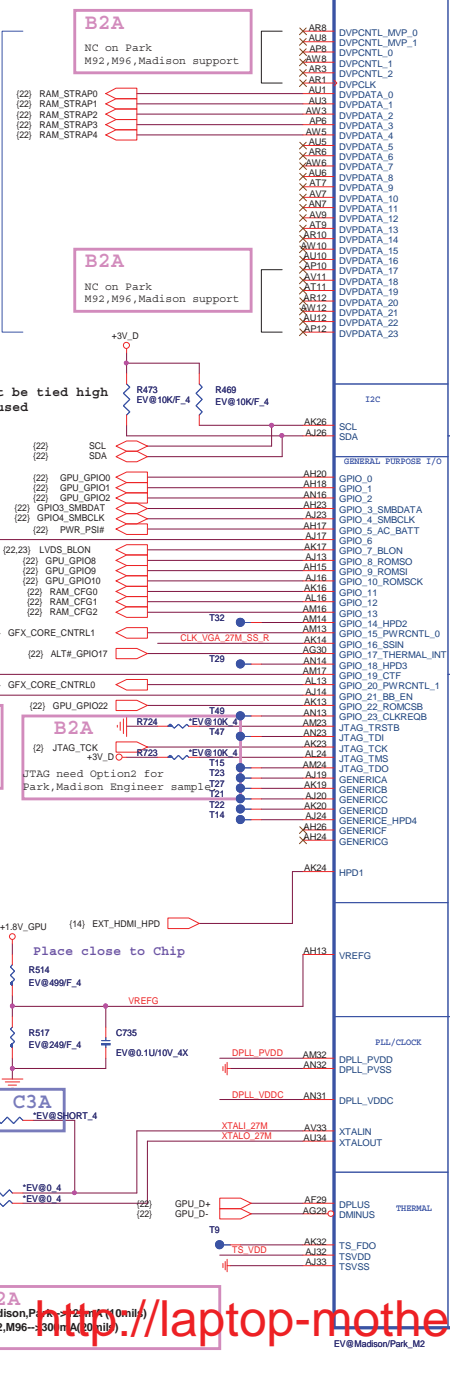 B2A
NC on Park
M92,M96,Madison support
AR8 DVPCNTL_MVP_0
AU8 DVPCNTL_MVP_1
AP8 DVPCNTL_0
AW8 DVPCNTL_1
AR3 DVPCNTL_2
AR1 DVPCLK
{22} RAM_STRAP0 AU1 DVPDATA_0
{22} RAM_STRAP1 AU3 DVPDATA_1
{22} RAM_STRAP2 AW3 DVPDATA_2
{22} RAM_STRAP3 AP6 DVPDATA_3
{22} RAM_STRAP4 AW5 DVPDATA_4
AU5 DVPDATA_5
AR6 DVPDATA_6
AW6 DVPDATA_7
AU6 DVPDATA_8
AT7 DVPDATA_9
AV7 DVPDATA_10
AN7 DVPDATA_11
AV9 DVPDATA_12
AT9 DVPDATA_13
AR10 DVPDATA_14
AW10 DVPDATA_15
AU10 DVPDATA_16
AP10 DVPDATA_17
AV11 DVPDATA_18
AT11 DVPDATA_19
AR12 DVPDATA_20
AW12 DVPDATA_21
AU12 DVPDATA_22
AP12 DVPDATA_23
B2A
NC on Park
M92,M96,Madison support
+3V_D
t be tied high
used
R473
EV@10K/F_4
R469
EV@10K/F_4
I2C
{22} SCL AK26 SCL
{22} SDA AJ26 SDA
GENERAL PURPOSE I/O
{22} GPU_GPIO0 AH20 GPIO_0
{22} GPU_GPIO1 AH18 GPIO_1
{22} GPU_GPIO2 AN16 GPIO_2
{22} GPIO3_SMBDAT AH23 GPIO_3_SMBDATA
{22} GPIO4_SMBCLK AJ23 GPIO_4_SMBCLK
{22} PWR_PSI# AH17 GPIO_5_AC_BATT
AJ17 GPIO_6
{22,23} LVDS_BLON AK17 GPIO_7_BLON
{22} GPU_GPIO8 AJ13 GPIO_8_ROMSO
{22} GPU_GPIO9 AH15 GPIO_9_ROMSI
{22} GPU_GPIO10 AJ16 GPIO_10_ROMSCK
{22} RAM_CFG0 AK16 GPIO_11
{22} RAM_CFG1 AL16 GPIO_12
{22} RAM_CFG2 AM16 GPIO_13
T32 AM14 GPIO_14_HPD2
GFX_CORE_CNTRL1 AM13 GPIO_15_PWRCNTL_0
CLK_VGA_27M_SS_R AK14 GPIO_16_SSIN
{22} ALT#_GPIO17 AG30 GPIO_17_THERMAL_INT
T29 AN14 GPIO_18_HPD3
AM17 GPIO_19_CTF
GFX_CORE_CNTRL0 AL13 GPIO_20_PWRCNTL_1
AJ14 GPIO_21_BB_EN
{22} GPU_GPIO22 AK13 GPIO_22_ROMCSB
T49 AN13 GPIO_23_CLKREQB
B2A R724 *EV@10K_4 AM23 JTAG_TRSTB
T47 AN23 JTAG_TDI
{2} JTAG_TCK AK23 JTAG_TCK
+3V_D R723 *EV@10K_4 AL24 JTAG_TMS
T15 AM24 JTAG_TDO
JTAG need Option2 for
Park,Madison Engineer sample
T23 AJ19 GENERICA
T27 AK19 GENERICB
T21 AJ20 GENERICC
T22 AK20 GENERICD
T14 AJ24 GENERICE_HPD4
AH26 GENERICF
AH24 GENERICG
AK24 HPD1
{14} EXT_HDMI_HPD
+1.8V_GPU
Place close to Chip
AH13 VREFG
R514
EV@499/F_4
VREFG
R517
EV@249/F_4
C735
EV@0.1U/10V_4X
PLL/CLOCK
DPLL_PVDD AM32 DPLL_PVDD
AN32 DPLL_PVSS
DPLL_VDDC AN31 DPLL_VDDC
C3A
*EV@SHORT_4
XTALI_27M AV33 XTALIN
XTALO_27M AU34 XTALOUT
*EV@0_4
*EV@0_4
{22} GPU_D+ AF29 DPLUS
{22} GPU_D- AG29 DMINUS
THERMAL
T9 AK32 TS_FDO
TS_VDD AJ32 TSVDD
AJ33 TSVSS
2A
http://laptop-mothe
EV@Madison/Park_M2